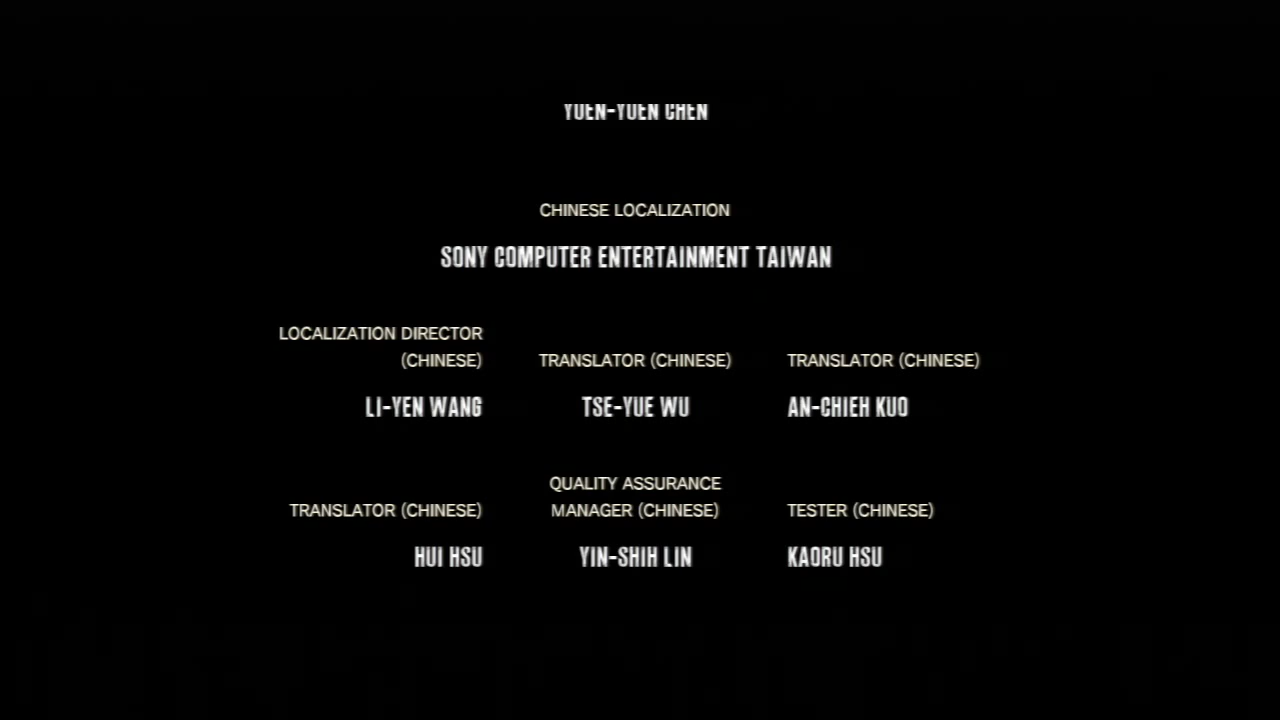 YUEN-YUEN CHEN
CHINESE LOCALIZATION
SONY COMPUTER ENTERTAINMENT TAIWAN
LOCALIZATION DIRECTOR
(CHINESE)
LI-YEN WANG
TRANSLATOR (CHINESE)
TSE-YUE WU
TRANSLATOR (CHINESE)
AN-CHIEH KUO
TRANSLATOR (CHINESE)
HUI HSU
QUALITY ASSURANCE
MANAGER (CHINESE)
YIN-SHIH LIN
TESTER (CHINESE)
KAORU HSU